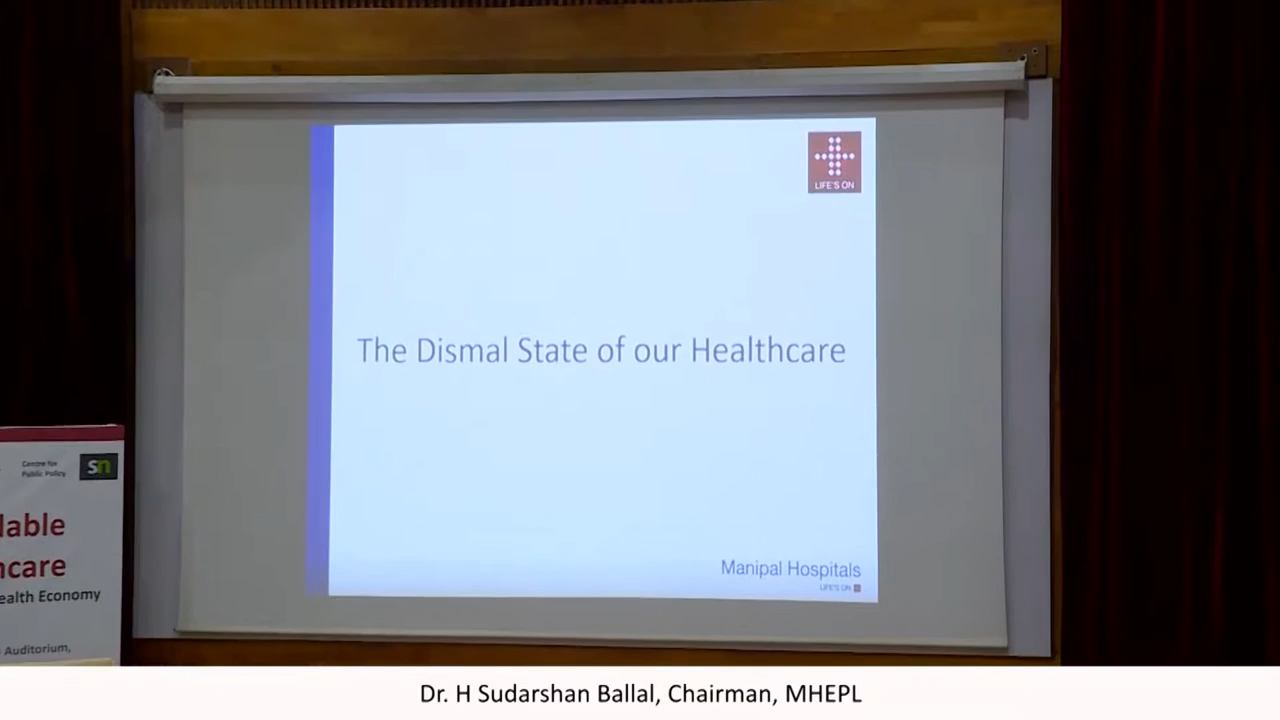 LIFE'S ON
The Dismal State of our Healthcare
Manipal Hospitals
LIFE'S ON
Centre for
Public Policy
sn
lable
ncare
ealth Economy
Auditorium,
Dr. H Sudarshan Ballal, Chairman, MHEPL